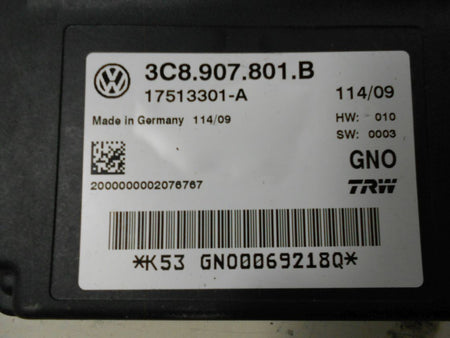 3C8.907.801.B
17513301-A 114/09
Made in Germany 114/09 HW: 010
SW: 0003
GNO
2000000002076767 TRW
*K53 GNO0069218Q*